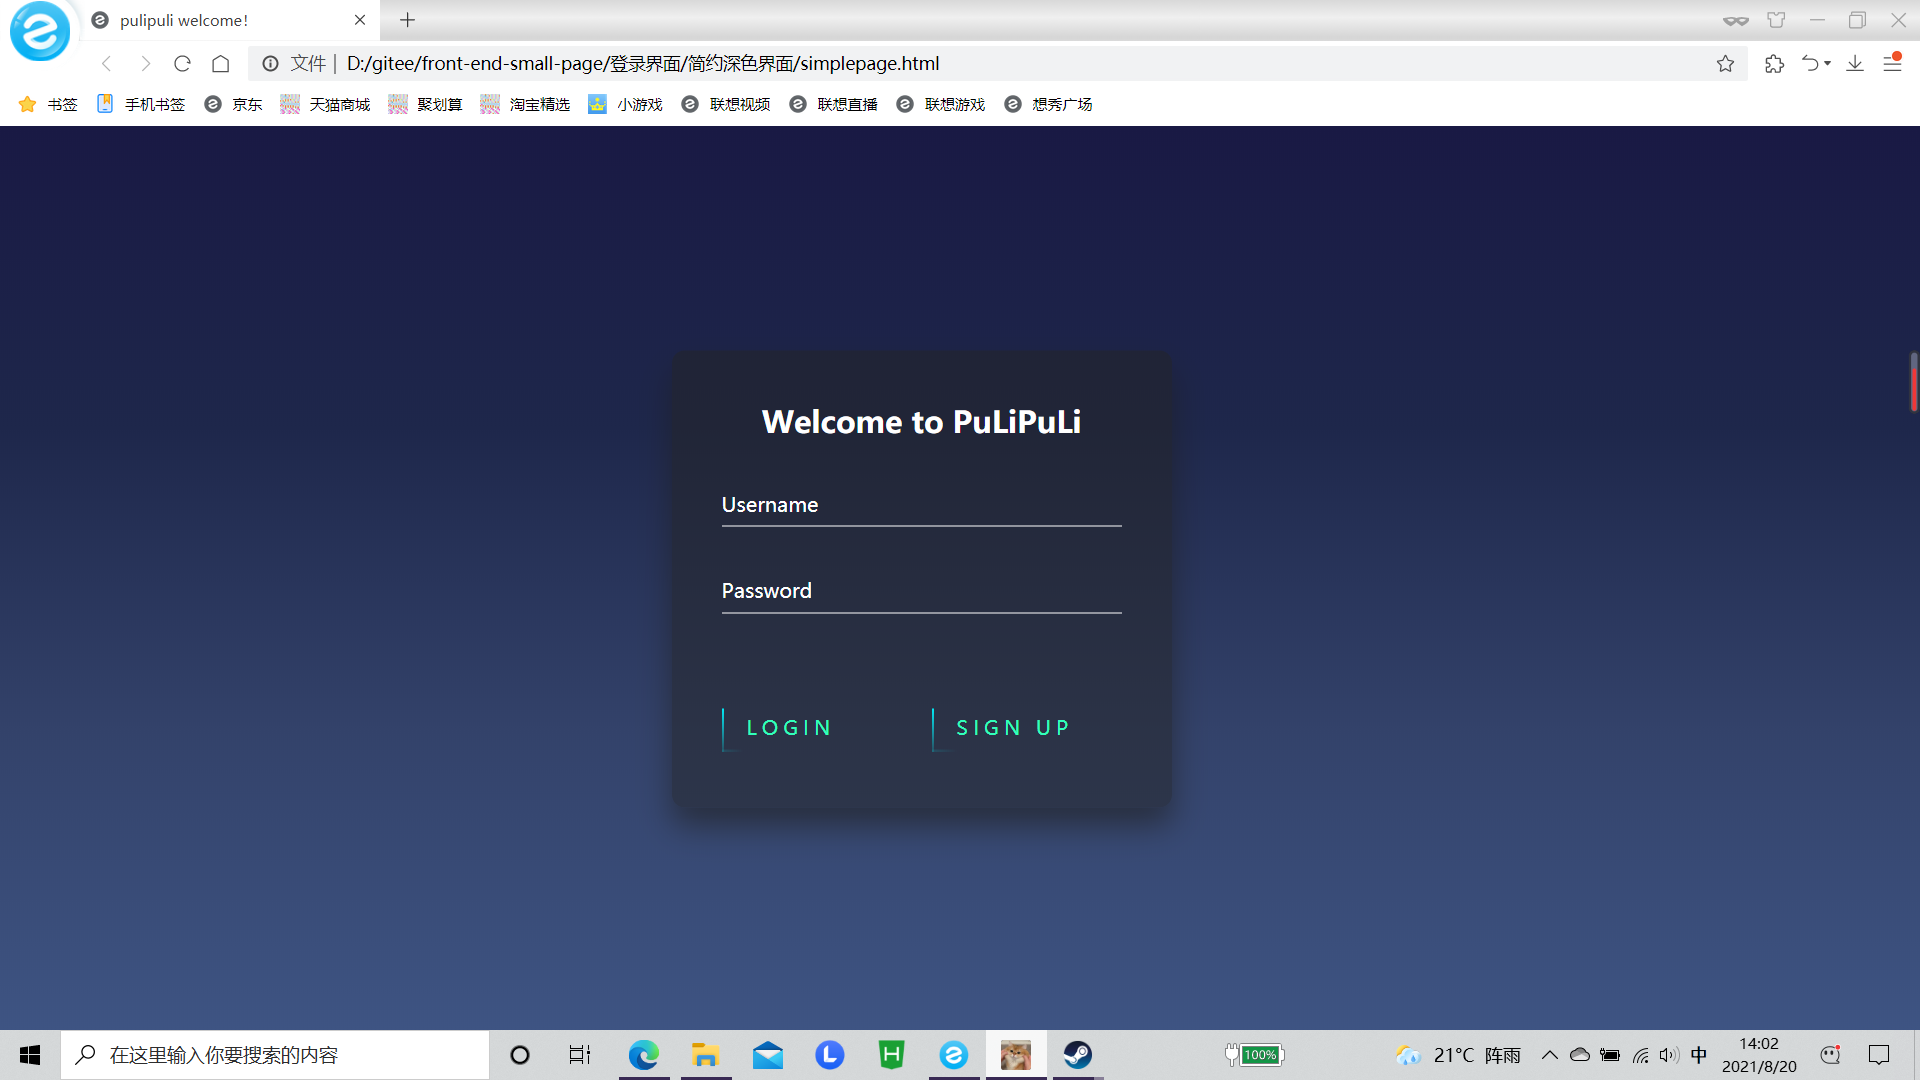 pulipuli welcome!
文件 | D:/gitee/front-end-small-page/登录界面/简约深色界面/simplepage.html
书签 手机书签 京东 天猫商城 聚划算 淘宝精选 小游戏 联想视频 联想直播 联想游戏 想秀广场
Welcome to PuLiPuLi
Username
Password
LOGIN SIGN UP
在这里输入你要搜索的内容
100%
21°C 阵雨
中
14:02
2021/8/20